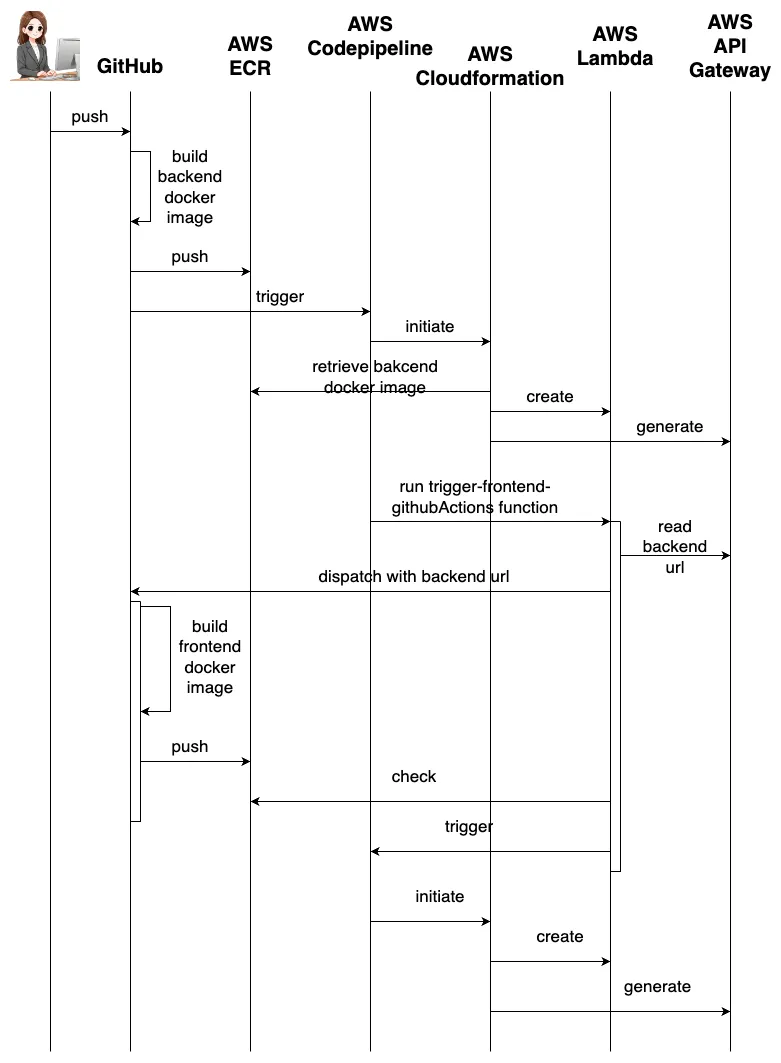 GitHub
AWS
ECR
AWS
Codepipeline
AWS
Cloudformation
AWS
Lambda
AWS
API
Gateway
push
build
backend
docker
image
push
trigger
initiate
retrieve bakcend
docker image
create
generate
run trigger-frontend-
githubActions function
read
backend
url
dispatch with backend url
build
frontend
docker
image
push
check
trigger
initiate
create
generate